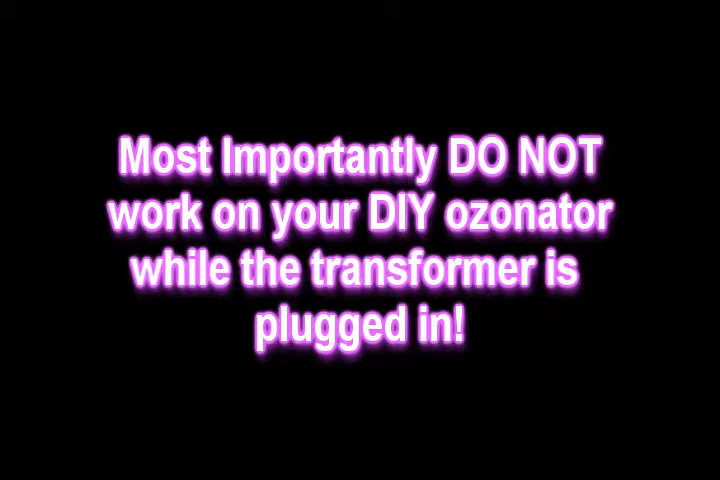 Most Importantly DO NOT
work on your DIY ozonator
while the transformer is
plugged in!